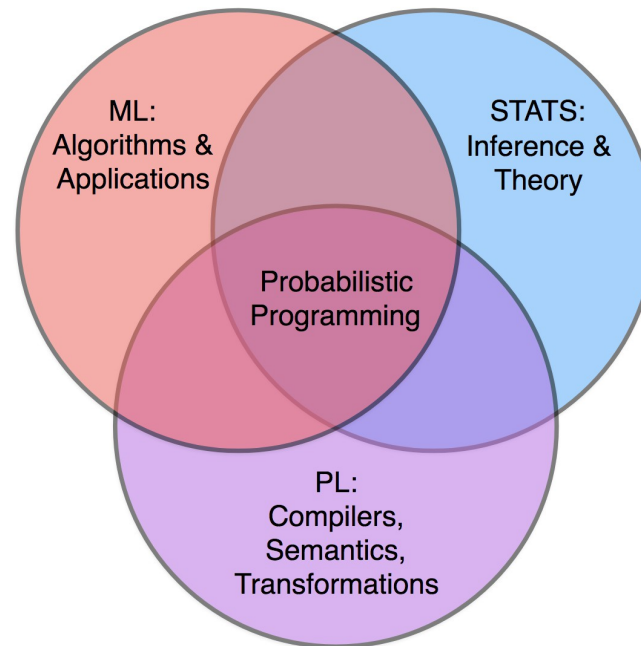 ML:
Algorithms &
Applications
STATS:
Inference &
Theory
Probabilistic
Programming
PL:
Compilers,
Semantics,
Transformations